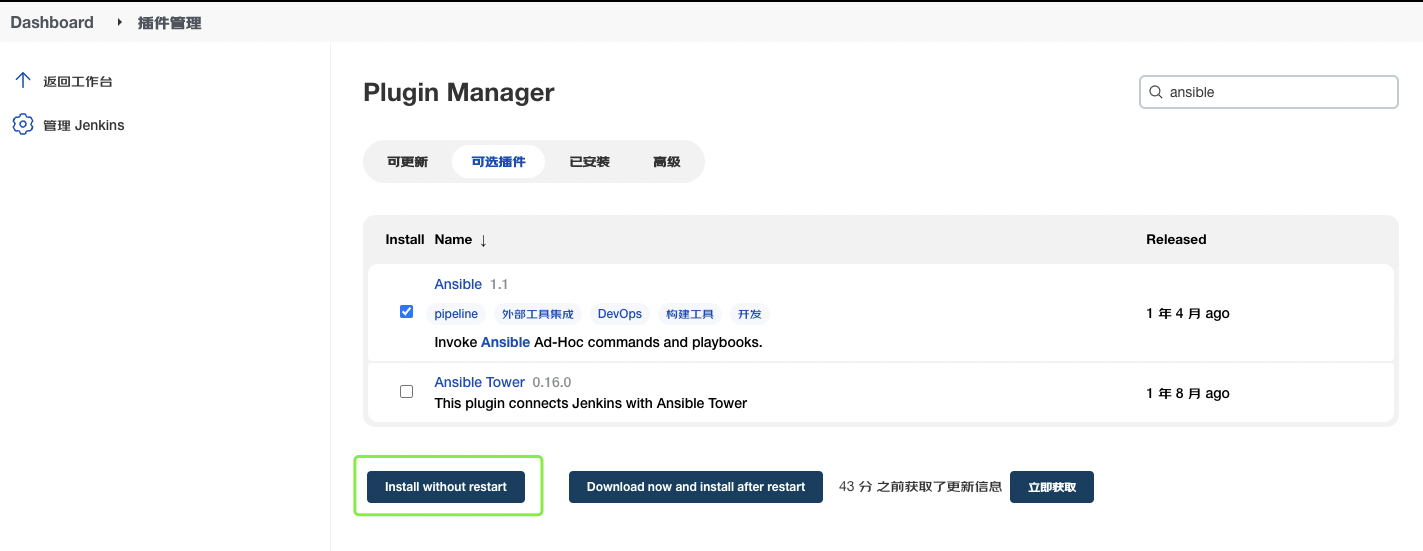 Dashboard 插件管理
返回工作台
管理 Jenkins
Plugin Manager
ansible
可更新 可选插件 已安装 高级
Install Name ↓ Released
Ansible 1.1
pipeline 外部工具集成 DevOps 构建工具 开发
Invoke Ansible Ad-Hoc commands and playbooks.
1 年 4 月 ago
Ansible Tower 0.16.0
This plugin connects Jenkins with Ansible Tower
1 年 8 月 ago
Install without restart Download now and install after restart 43 分 之前获取了更新信息 立即获取